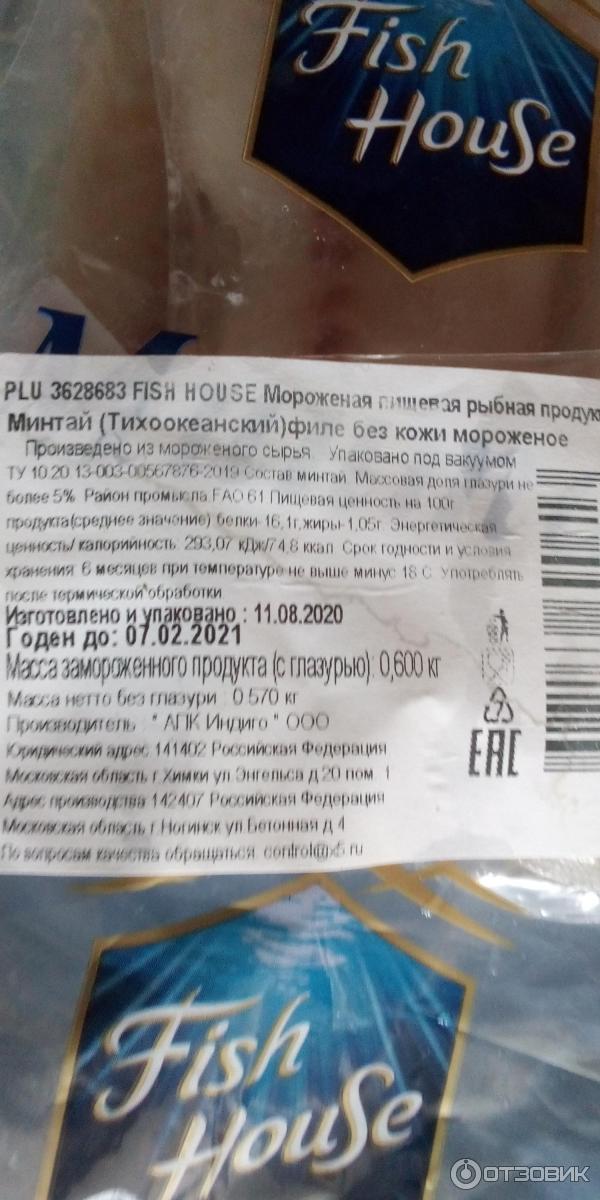 Fish
House
PLU 3628683 FISH HOUSE Мороженая пищевая рыбная продук
Минтай (Тихоокеанский)филе без кожи мороженое
Произведено из мороженого сырья Упаковано под вакуумом
ТУ 10.20 13-003-00567876-2019 Состав минтай. Массовая доля глазури не
более 5% Район промысла FAO 61 Пищевая ценность на 100г
продукта(среднее значение) белки-16,1г,жиры-1,05г. Энергетическая
ценность/ калорийность: 293,07 кДж/74,8 ккал Срок годности и условия
хранения 6 месяцев при температуре не выше минус 18 С Употреблять
после термической обработки
Изготовлено и упаковано : 11.08.2020
Годен до: 07.02.2021
Масса замороженного продукта (с глазурью): 0,600 кг
Масса нетто без глазури : 0.570 кг
Производитель : " АПК Индиго " ООО
Юридический адрес 141402 Российская Федерация
Московская область г Химки ул Энгельса д 20 пом. 1
Адрес производства 142407 Российская Федерация
Московская область г.Ногинск ул.Бетонная д 4
По вопросам качества обращаться control@x5.ru
EAC
Fish
House
ОТЗОВИК